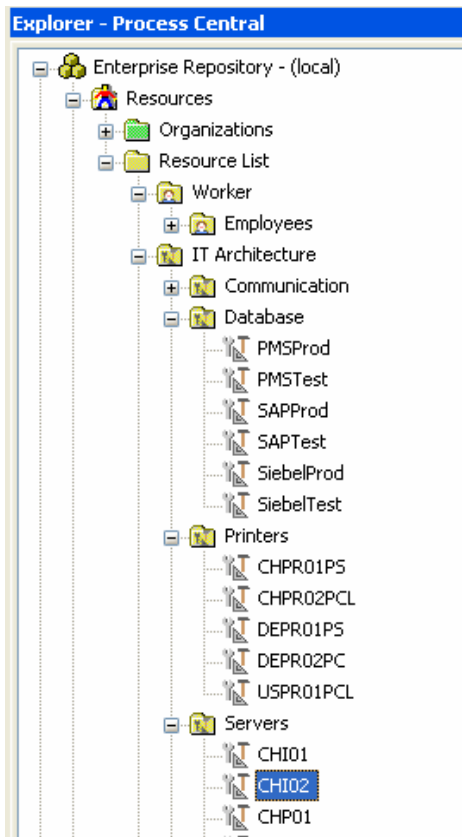 Explorer - Process Central
Enterprise Repository - (local)
Resources
Organizations
Resource List
Worker
Employees
IT Architecture
Communication
Database
PMSProd
PMSTest
SAPProd
SAPTest
SiebelProd
SiebelTest
Printers
CHPR01PS
CHPR02PCL
DEPR01PS
DEPR02PC
USPR01PCL
Servers
CHI01
CHI02
CHP01